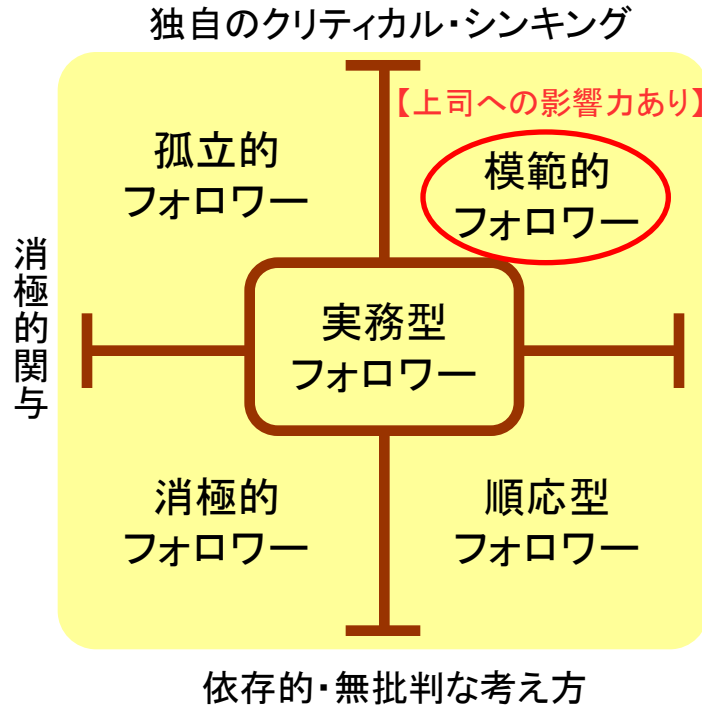 独自のクリティカル・シンキング
【上司への影響力あり】
孤立的
フォロワー
模範的
フォロワー
消極的関与
実務型
フォロワー
消極的
フォロワー
順応型
フォロワー
依存的・無批判な考え方